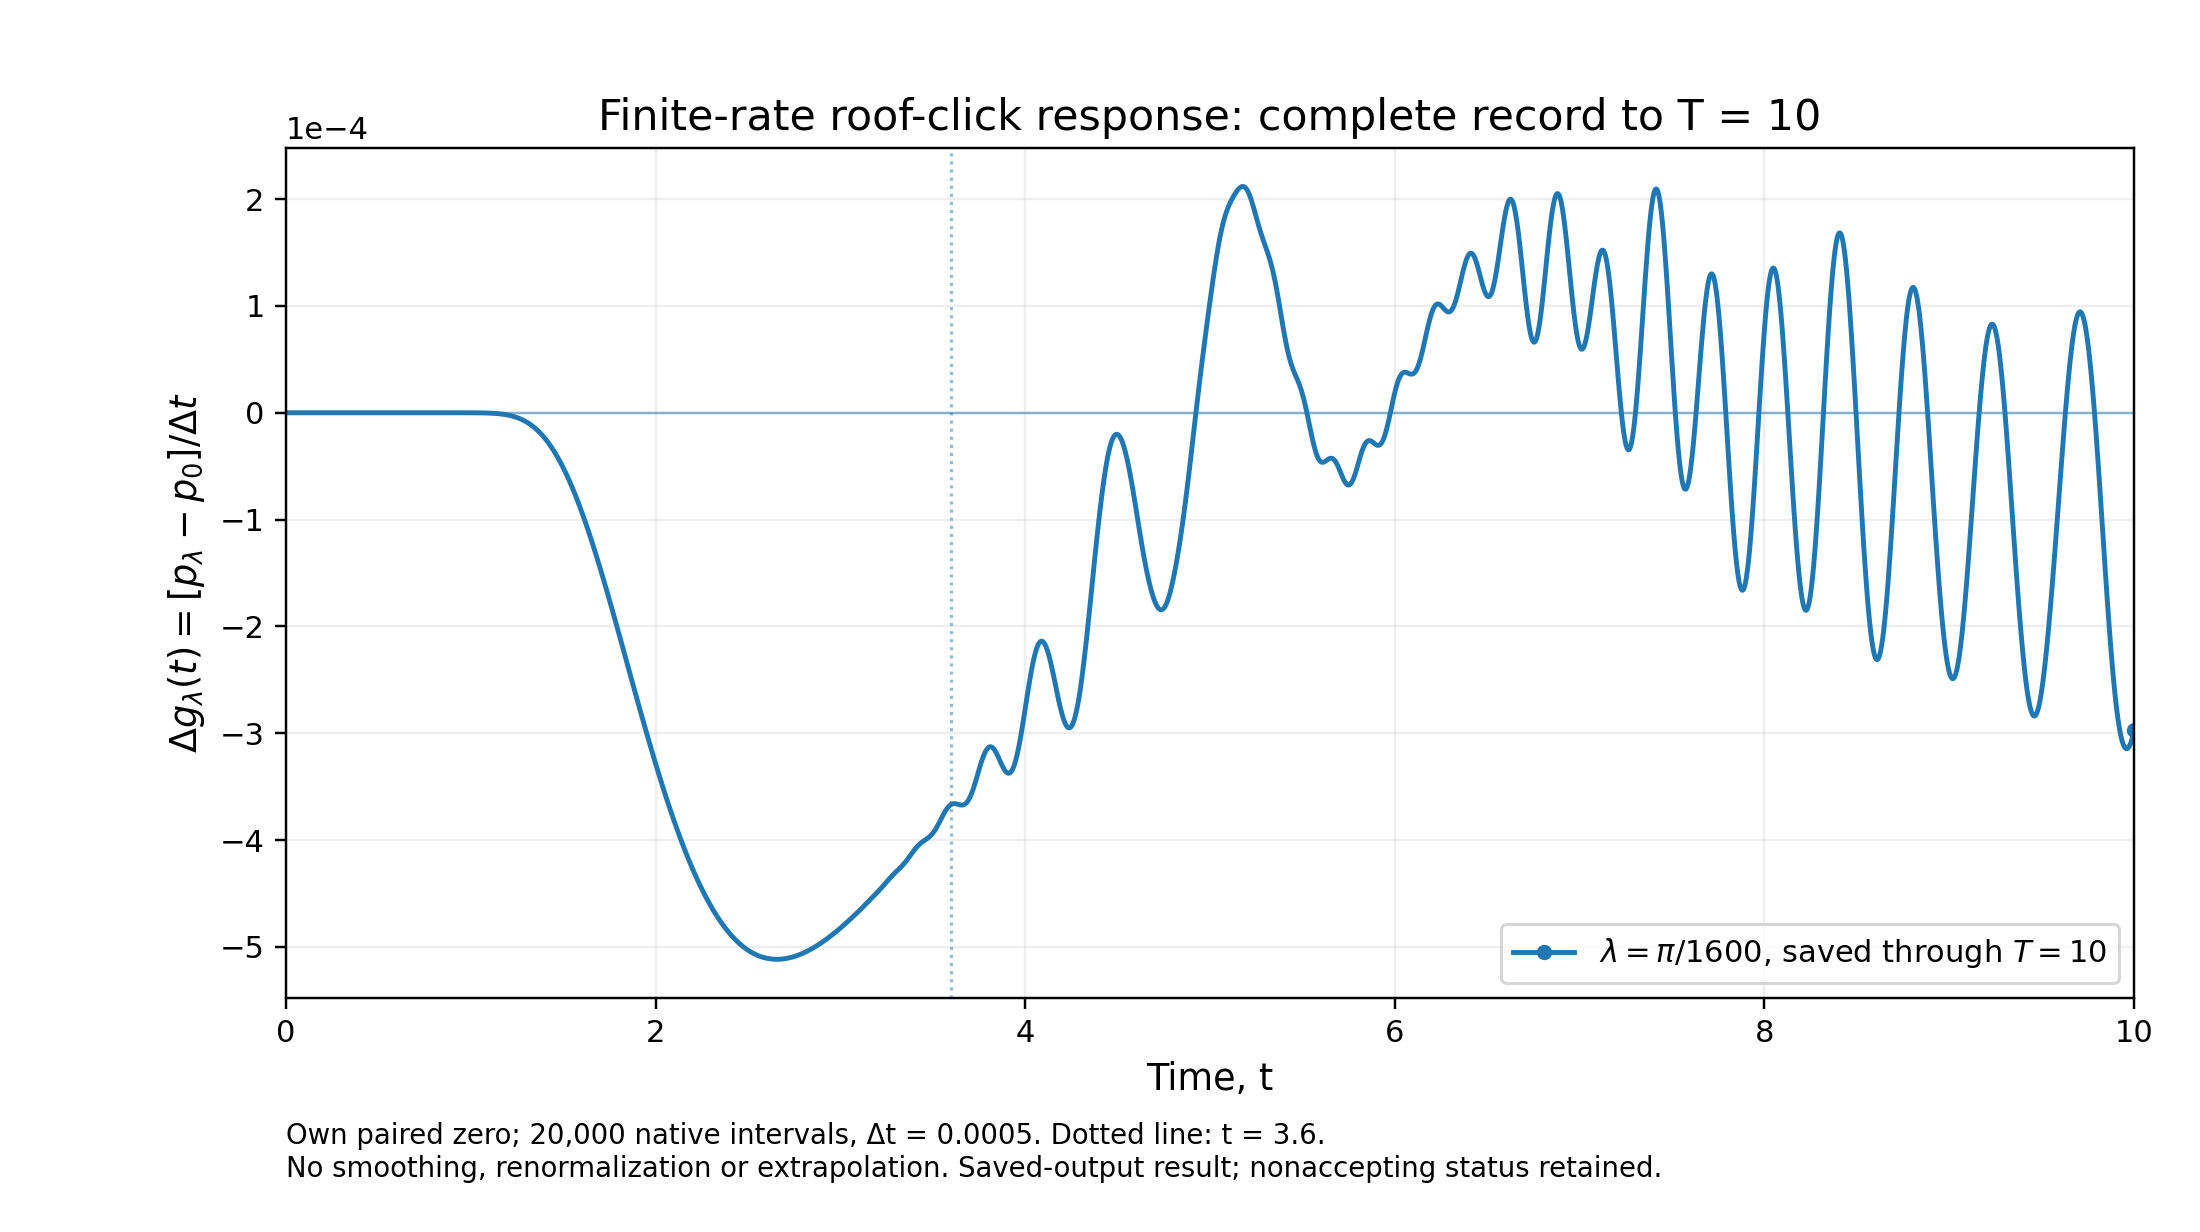 Finite-rate roof-click response: complete record to T = 10
1e−4
2
1
0
−1
−2
−3
−4
−5
Δg_λ(t) = [p_λ − p_0]/Δt
λ = π/1600, saved through T = 10
0 2 4 6 8 10
Time, t
Own paired zero; 20,000 native intervals, Δt = 0.0005. Dotted line: t = 3.6.
No smoothing, renormalization or extrapolation. Saved-output result; nonaccepting status retained.